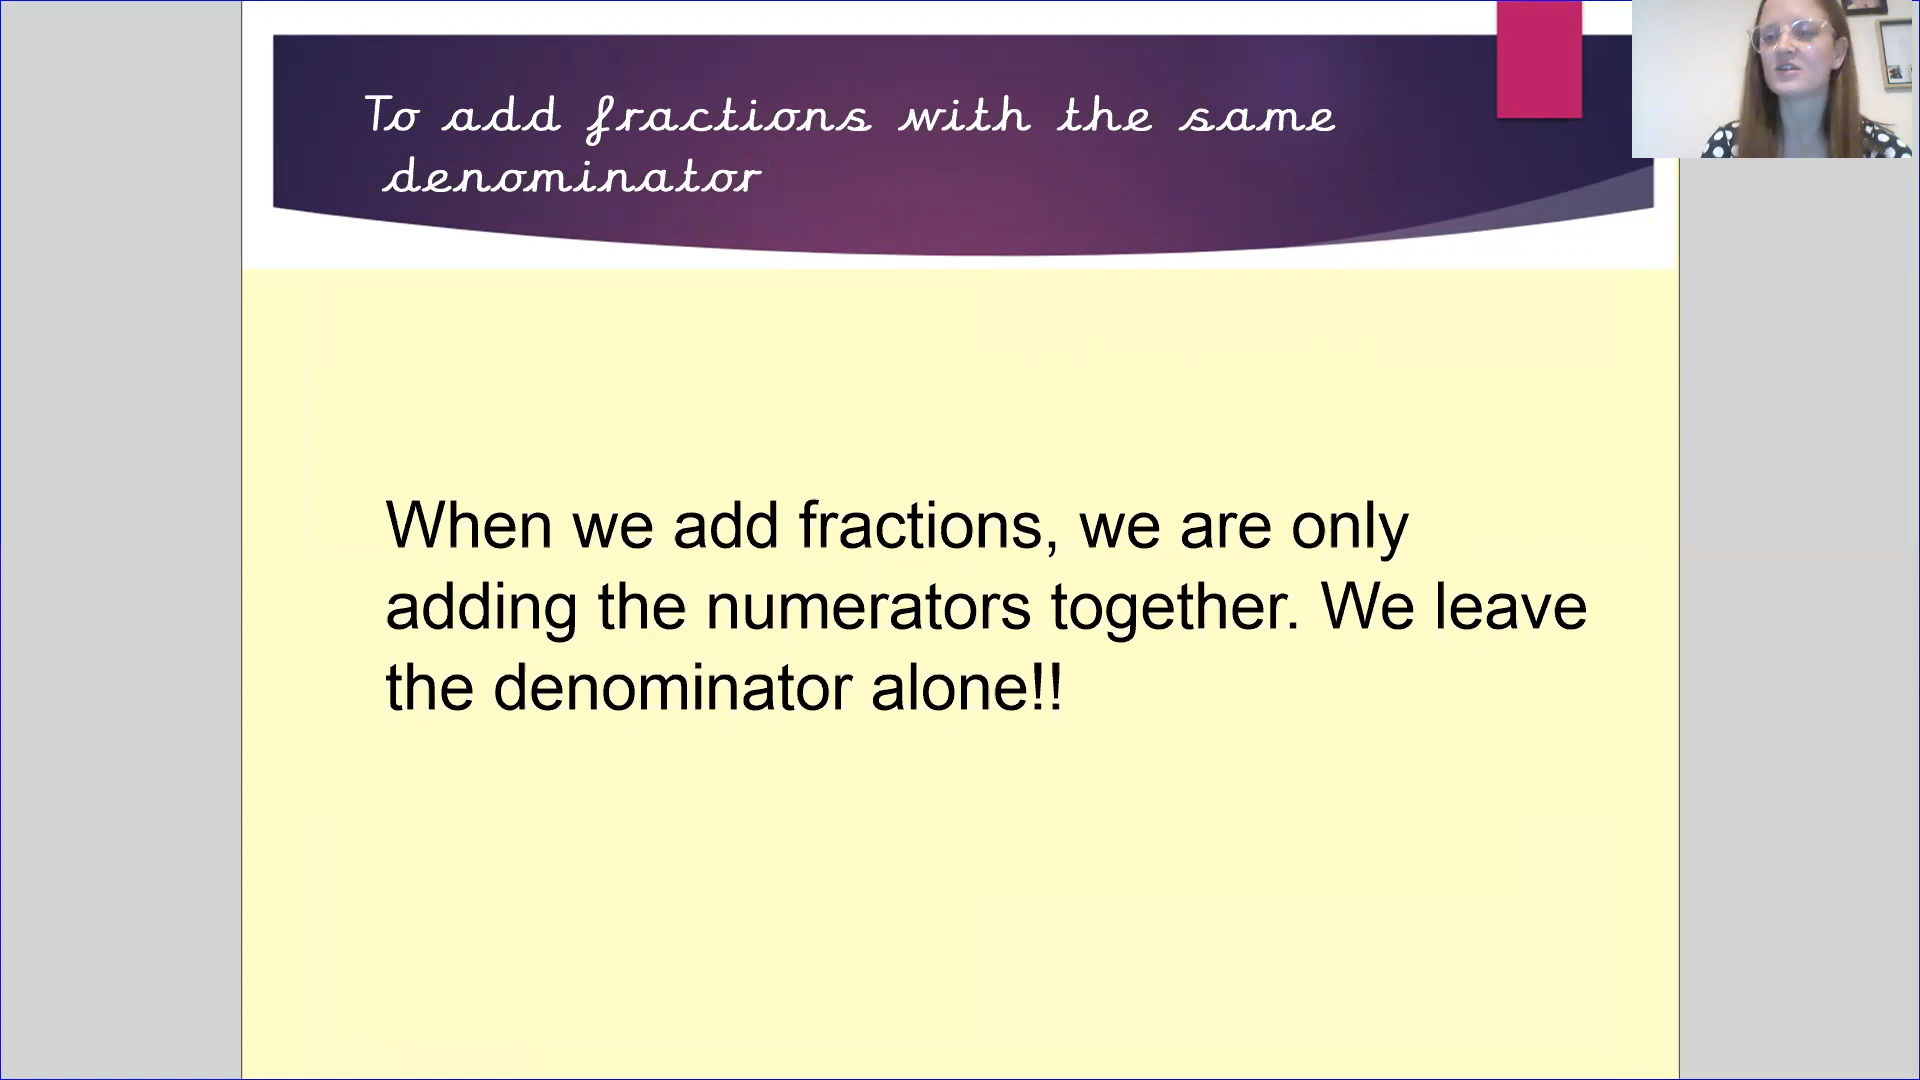 To add fractions with the same
denominator
When we add fractions, we are only
adding the numerators together. We leave
the denominator alone!!